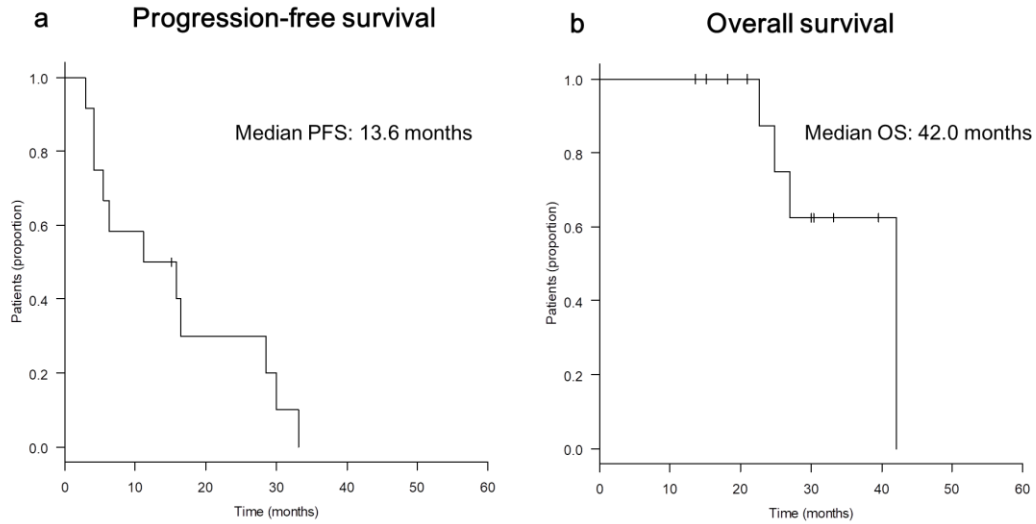 a Progression-free survival
Median PFS: 13.6 months
Patients (proportion)
1.0
0.8
0.6
0.4
0.2
0.0
0 10 20 30 40 50 60
Time (months)
b Overall survival
Median OS: 42.0 months
Patients (proportion)
1.0
0.8
0.6
0.4
0.2
0.0
0 10 20 30 40 50 60
Time (months)